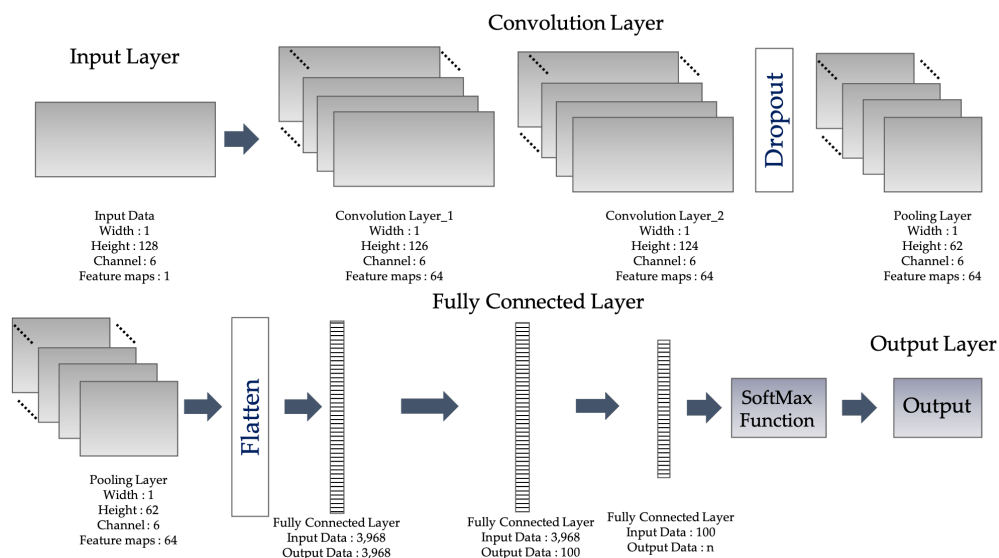 Convolution Layer
Input Layer
Dropout
Input Data
Width : 1
Height : 128
Channel : 6
Feature maps : 1
Convolution Layer_1
Width : 1
Height : 126
Channel : 6
Feature maps : 64
Convolution Layer_2
Width : 1
Height : 124
Channel : 6
Feature maps : 64
Pooling Layer
Width : 1
Height : 62
Channel : 6
Feature maps : 64
Fully Connected Layer
Output Layer
Pooling Layer
Width : 1
Height : 62
Channel : 6
Feature maps : 64
Flatten
Fully Connected Layer
Input Data : 3,968
Output Data : 3,968
Fully Connected Layer
Input Data : 3,968
Output Data : 100
Fully Connected Layer
Input Data : 100
Output Data : n
SoftMax
Function
Output